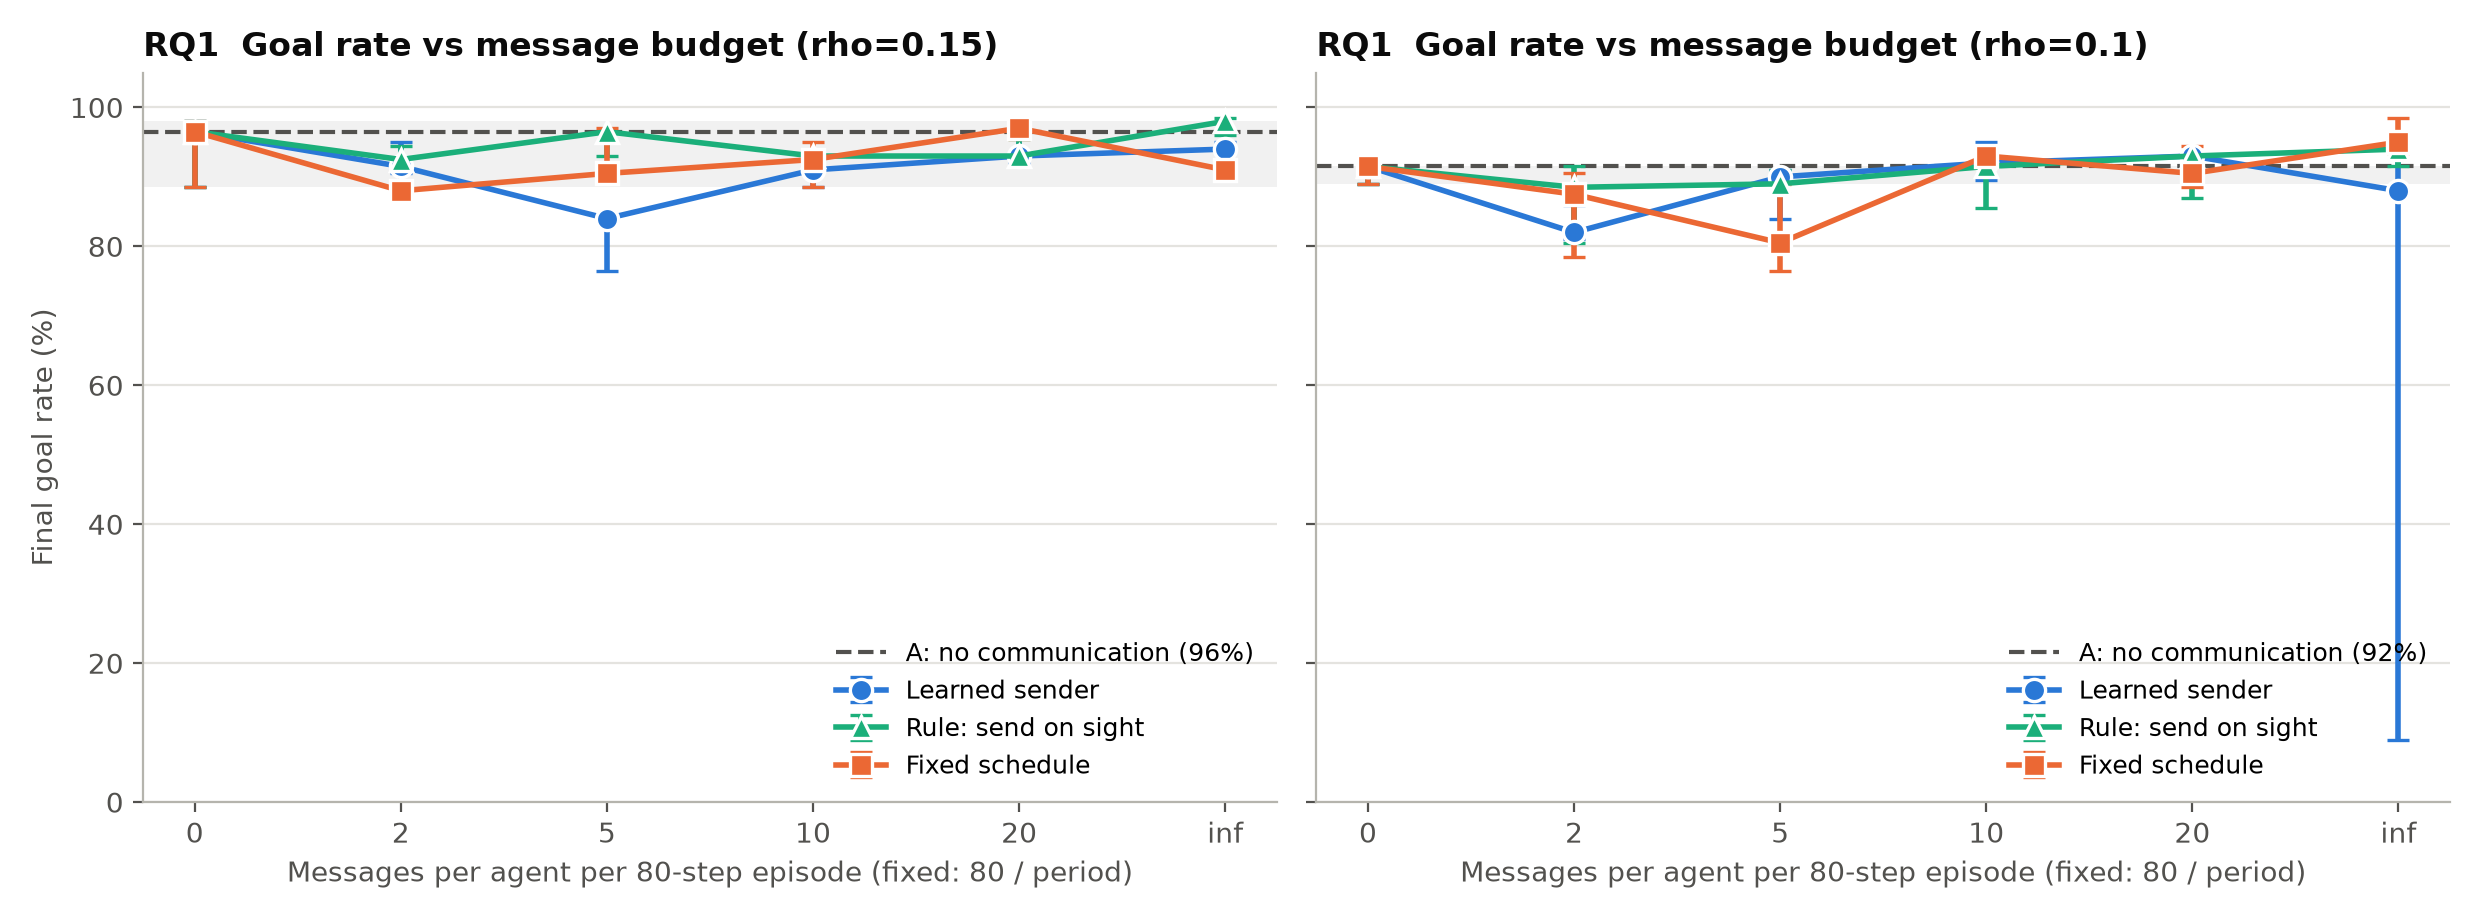 RQ1  Goal rate vs message budget (rho=0.15)
Final goal rate (%)
100
80
60
40
20
0
A: no communication (96%)
Learned sender
Rule: send on sight
Fixed schedule
0 2 5 10 20 inf
Messages per agent per 80-step episode (fixed: 80 / period)
RQ1  Goal rate vs message budget (rho=0.1)
A: no communication (92%)
Learned sender
Rule: send on sight
Fixed schedule
0 2 5 10 20 inf
Messages per agent per 80-step episode (fixed: 80 / period)